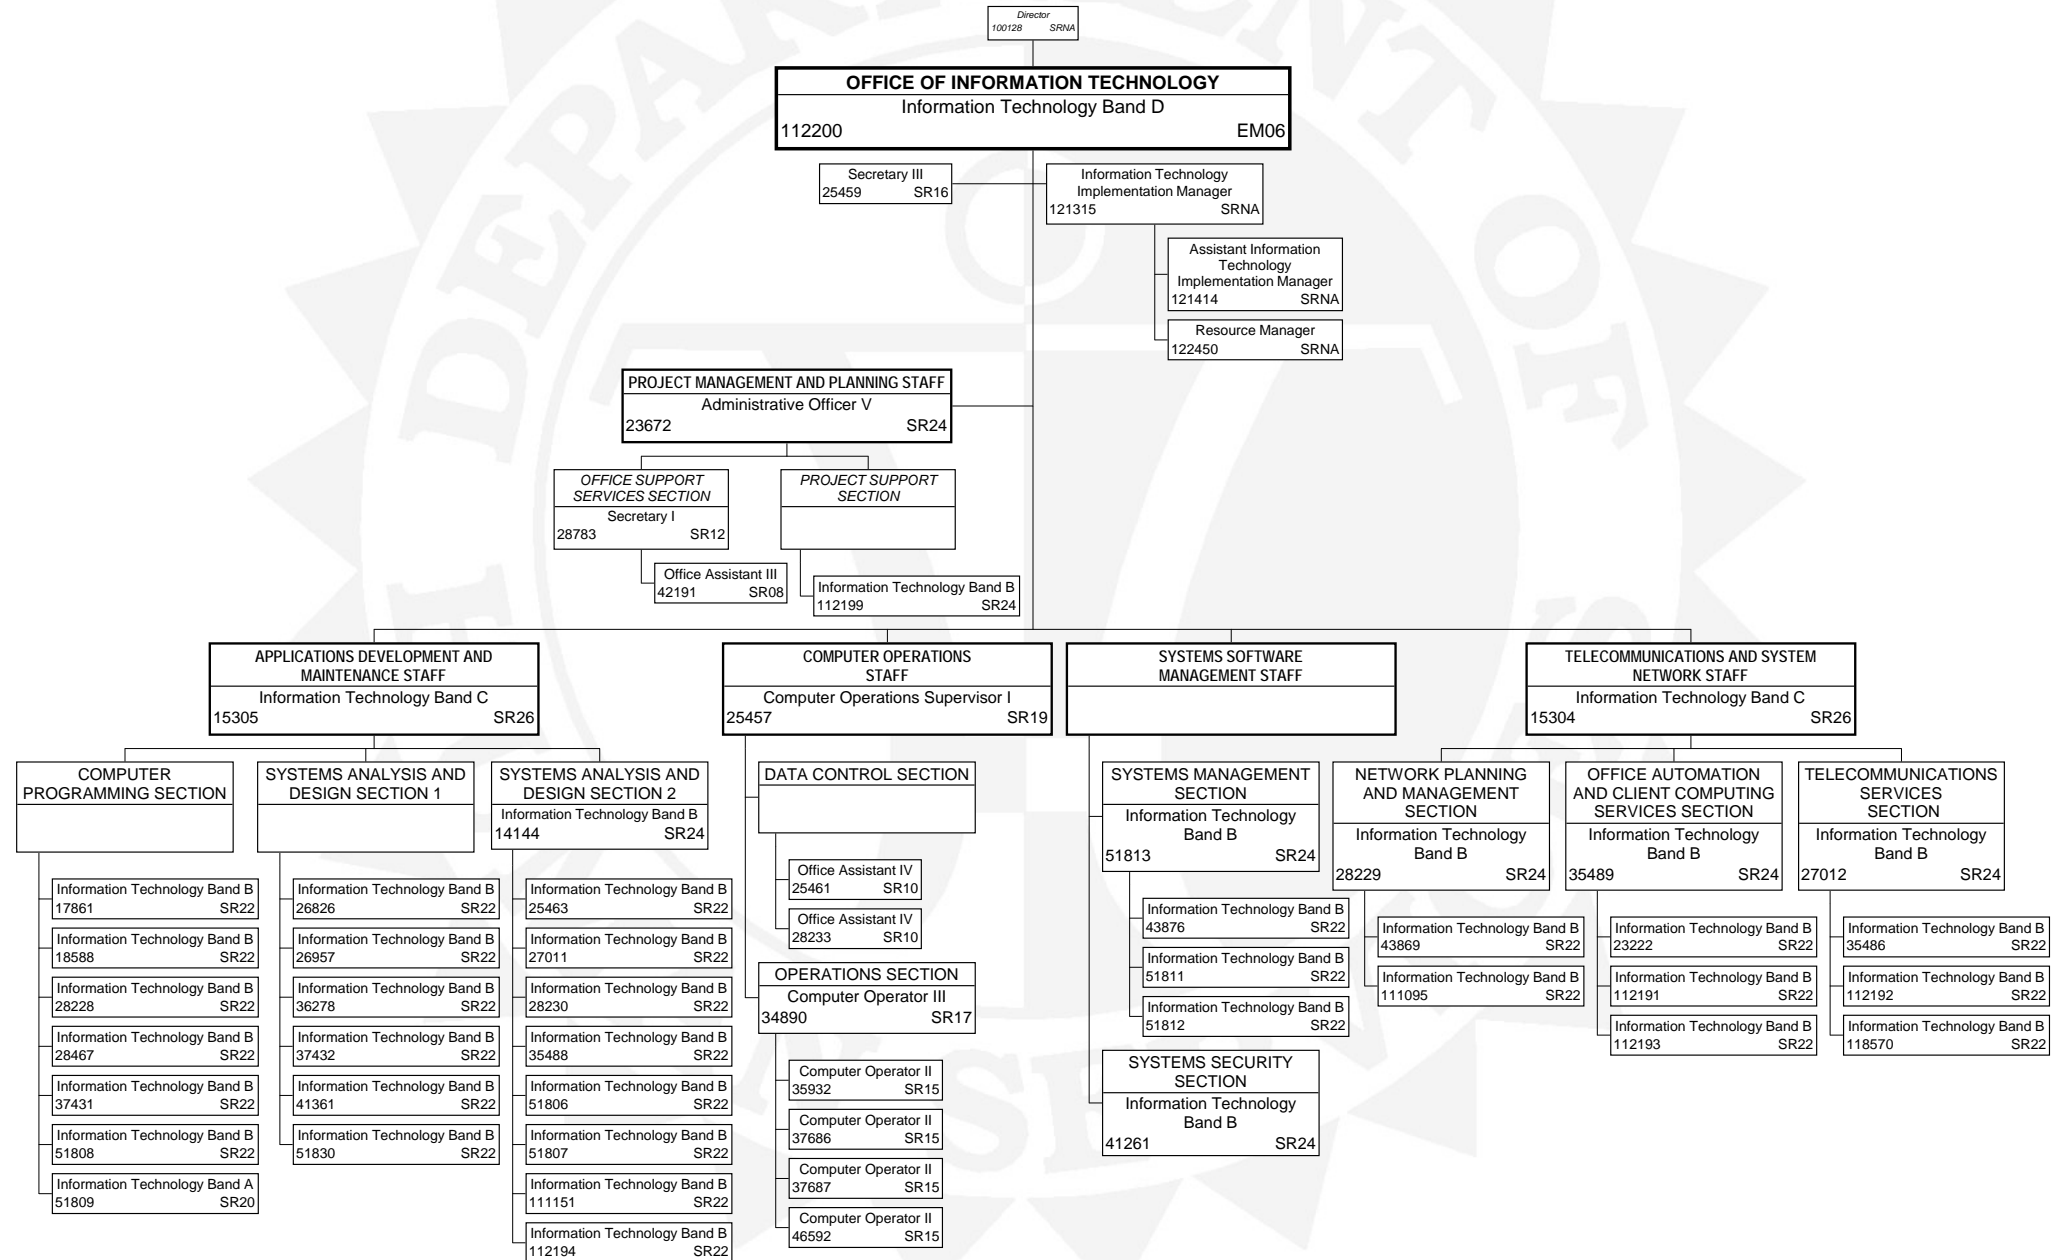 Director
100128 SRNA
OFFICE OF INFORMATION TECHNOLOGY
Information Technology Band D
112200 EM06
Secretary III
25459 SR16
Information Technology
Implementation Manager
121315 SRNA
Assistant Information
Technology
Implementation Manager
121414 SRNA
Resource Manager
122450 SRNA
PROJECT MANAGEMENT AND PLANNING STAFF
Administrative Officer V
23672 SR24
OFFICE SUPPORT
SERVICES SECTION
Secretary I
28783 SR12
Office Assistant III
42191 SR08
PROJECT SUPPORT
SECTION
Information Technology Band B
112199 SR24
APPLICATIONS DEVELOPMENT AND
MAINTENANCE STAFF
Information Technology Band C
15305 SR26
COMPUTER
PROGRAMMING SECTION
Information Technology Band B
17861 SR22
Information Technology Band B
18588 SR22
Information Technology Band B
28228 SR22
Information Technology Band B
28467 SR22
Information Technology Band B
37431 SR22
Information Technology Band B
51808 SR22
Information Technology Band A
51809 SR20
SYSTEMS ANALYSIS AND
DESIGN SECTION 1
Information Technology Band B
26826 SR22
Information Technology Band B
26957 SR22
Information Technology Band B
36278 SR22
Information Technology Band B
37432 SR22
Information Technology Band B
41361 SR22
Information Technology Band B
51830 SR22
SYSTEMS ANALYSIS AND
DESIGN SECTION 2
Information Technology Band B
14144 SR24
Information Technology Band B
25463 SR22
Information Technology Band B
27011 SR22
Information Technology Band B
28230 SR22
Information Technology Band B
35488 SR22
Information Technology Band B
51806 SR22
Information Technology Band B
51807 SR22
Information Technology Band B
111151 SR22
Information Technology Band B
112194 SR22
COMPUTER OPERATIONS
STAFF
Computer Operations Supervisor I
25457 SR19
DATA CONTROL SECTION
Office Assistant IV
25461 SR10
Office Assistant IV
28233 SR10
OPERATIONS SECTION
Computer Operator III
34890 SR17
Computer Operator II
35932 SR15
Computer Operator II
37686 SR15
Computer Operator II
37687 SR15
Computer Operator II
46592 SR15
SYSTEMS SOFTWARE
MANAGEMENT STAFF
SYSTEMS MANAGEMENT
SECTION
Information Technology
Band B
51813 SR24
Information Technology Band B
43876 SR22
Information Technology Band B
51811 SR22
Information Technology Band B
51812 SR22
SYSTEMS SECURITY
SECTION
Information Technology
Band B
41261 SR24
TELECOMMUNICATIONS AND SYSTEM
NETWORK STAFF
Information Technology Band C
15304 SR26
NETWORK PLANNING
AND MANAGEMENT
SECTION
Information Technology
Band B
28229 SR24
Information Technology Band B
43869 SR22
Information Technology Band B
111095 SR22
OFFICE AUTOMATION
AND CLIENT COMPUTING
SERVICES SECTION
Information Technology
Band B
35489 SR24
Information Technology Band B
23222 SR22
Information Technology Band B
112191 SR22
Information Technology Band B
112193 SR22
TELECOMMUNICATIONS
SERVICES
SECTION
Information Technology
Band B
27012 SR24
Information Technology Band B
35486 SR22
Information Technology Band B
112192 SR22
Information Technology Band B
118570 SR22